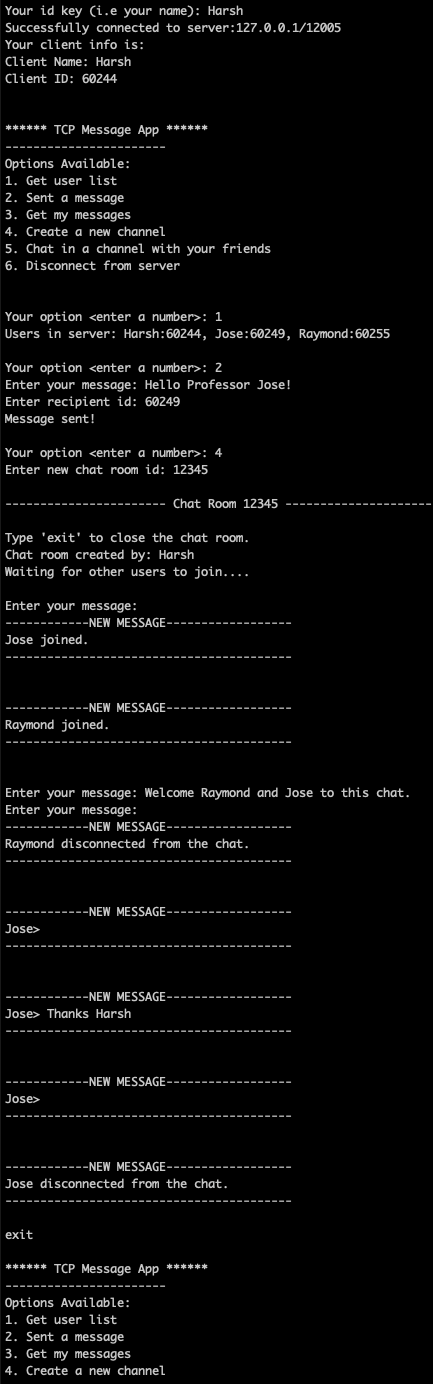 Your id key (i.e your name): Harsh
Successfully connected to server:127.0.0.1/12005
Your client info is:
Client Name: Harsh
Client ID: 60244
****** TCP Message App ******
-----------------------
Options Available:
1. Get user list
2. Sent a message
3. Get my messages
4. Create a new channel
5. Chat in a channel with your friends
6. Disconnect from server
Your option <enter a number>: 1
Users in server: Harsh:60244, Jose:60249, Raymond:60255
Your option <enter a number>: 2
Enter your message: Hello Professor Jose!
Enter recipient id: 60249
Message sent!
Your option <enter a number>: 4
Enter new chat room id: 12345
----------------------- Chat Room 12345 ---------------------
Type 'exit' to close the chat room.
Chat room created by: Harsh
Waiting for other users to join....
Enter your message:
------------NEW MESSAGE------------------
Jose joined.
-----------------------------------------
------------NEW MESSAGE------------------
Raymond joined.
-----------------------------------------
Enter your message: Welcome Raymond and Jose to this chat.
Enter your message:
------------NEW MESSAGE------------------
Raymond disconnected from the chat.
-----------------------------------------
------------NEW MESSAGE------------------
Jose>
-----------------------------------------
------------NEW MESSAGE------------------
Jose> Thanks Harsh
-----------------------------------------
------------NEW MESSAGE------------------
Jose>
-----------------------------------------
------------NEW MESSAGE------------------
Jose disconnected from the chat.
-----------------------------------------
exit
****** TCP Message App ******
-----------------------
Options Available:
1. Get user list
2. Sent a message
3. Get my messages
4. Create a new channel